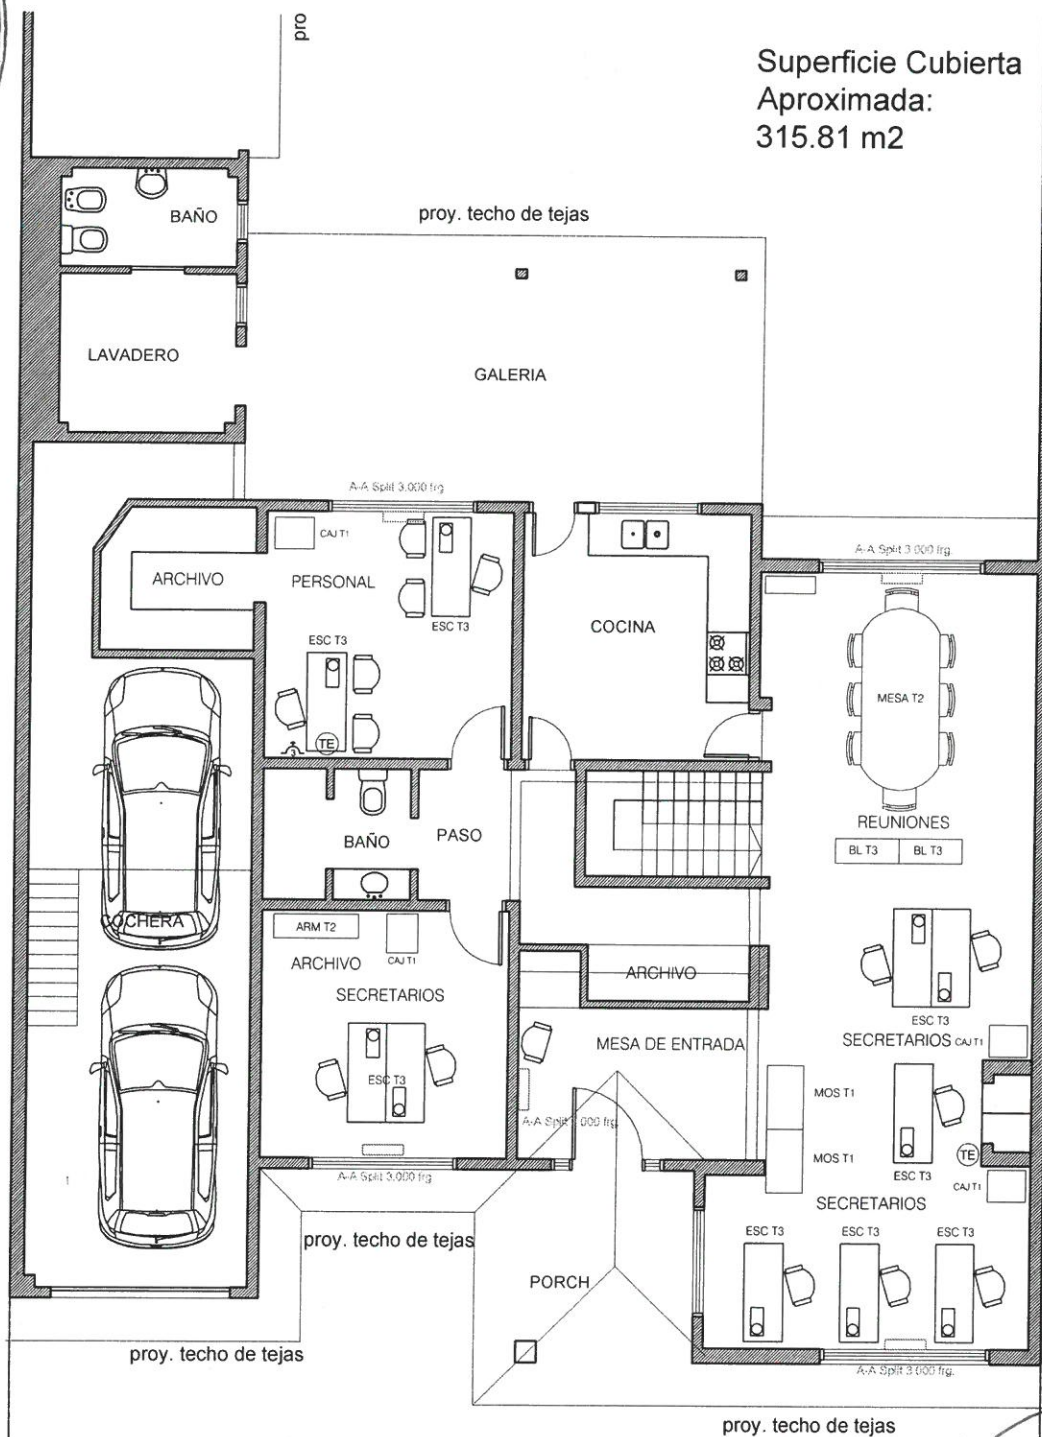 pro
Superficie Cubierta
Aproximada:
315.81 m2
BAÑO
proy. techo de tejas
LAVADERO
GALERIA
A-A Split 3.000 frg
CAJ T1
ARCHIVO
PERSONAL
ESC T3
ESC T3
TE
COCINA
A-A Split 3.000 frg.
MESA T2
REUNIONES
BL T3
BL T3
BAÑO
PASO
COCHERA
ARM T2
CAJ T1
ARCHIVO
SECRETARIOS
ESC T3
A-A Split 3.000 frg
ARCHIVO
MESA DE ENTRADA
A-A Split
000 frg.
ESC T3
SECRETARIOS
CAJ T1
MOS T1
MOS T1
ESC T3
TE
CAJ T1
SECRETARIOS
ESC T3
ESC T3
ESC T3
1
proy. techo de tejas
PORCH
proy. techo de tejas
A-A Split 3.000 frg.
proy. techo de tejas